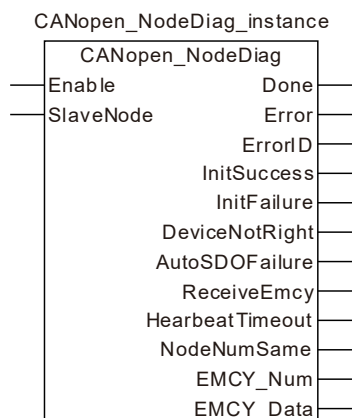 CANopen_NodeDiag_instance
CANopen_NodeDiag
Enable Done
SlaveNode Error
ErrorID
InitSuccess
InitFailure
DeviceNotRight
AutoSDOFailure
ReceiveEmcy
HearbeatTimeout
NodeNumSame
EMCY_Num
EMCY_Data